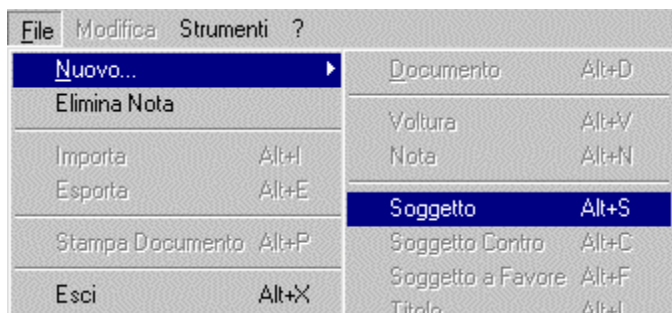 File Modifica Strumenti ?
Nuovo...
Elimina Nota
Importa Alt+I
Esporta Alt+E
Stampa Documento Alt+P
Esci Alt+X
Documento Alt+D
Voltura Alt+V
Nota Alt+N
Soggetto Alt+S
Soggetto Contro Alt+C
Soggetto a Favore Alt+F
Titolo